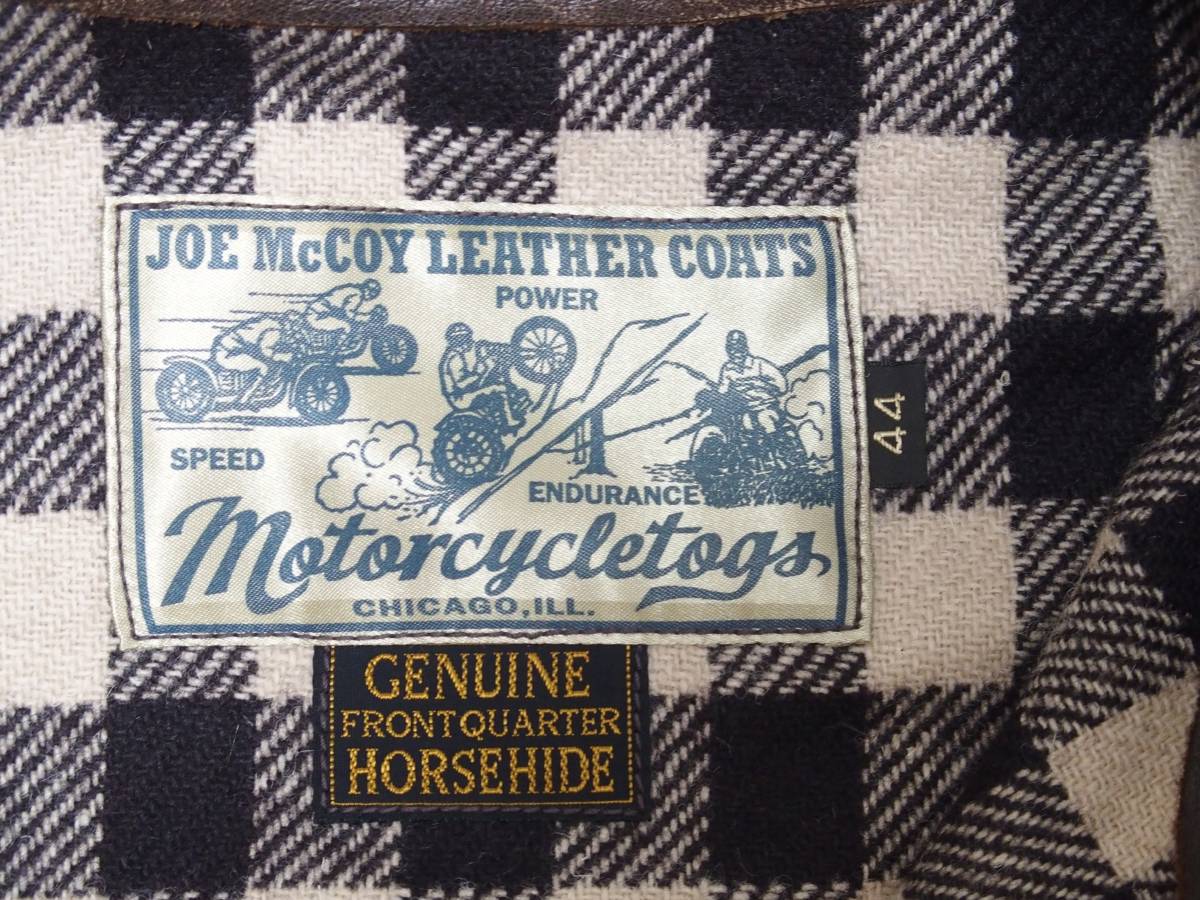 JOE McCOY LEATHER COATS
POWER
SPEED
ENDURANCE
Motorcycletogs
CHICAGO, ILL.
44
GENUINE
FRONTQUARTER
HORSEHIDE